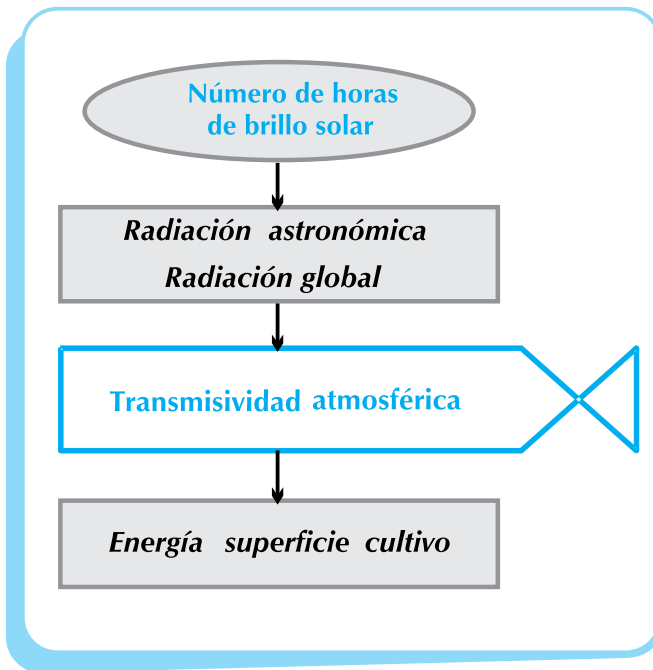 Número de horas
de brillo solar
Radiación astronómica
Radiación global
Transmisividad atmosférica
Energía superficie cultivo